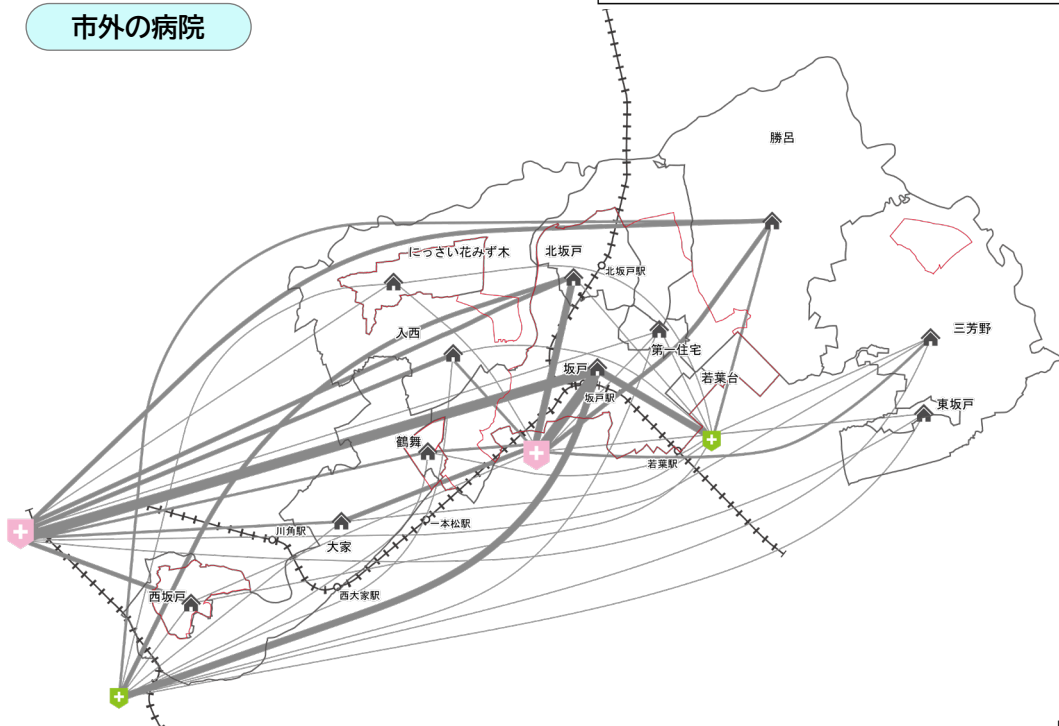 市外の病院
勝呂
にっさい花みず木
北坂戸
北坂戸駅
入西
第一住宅
三芳野
坂戸
若葉台
坂戸駅
東坂戸
鶴舞
若葉駅
一本松駅
川角駅
大家
西大家駅
西坂戸